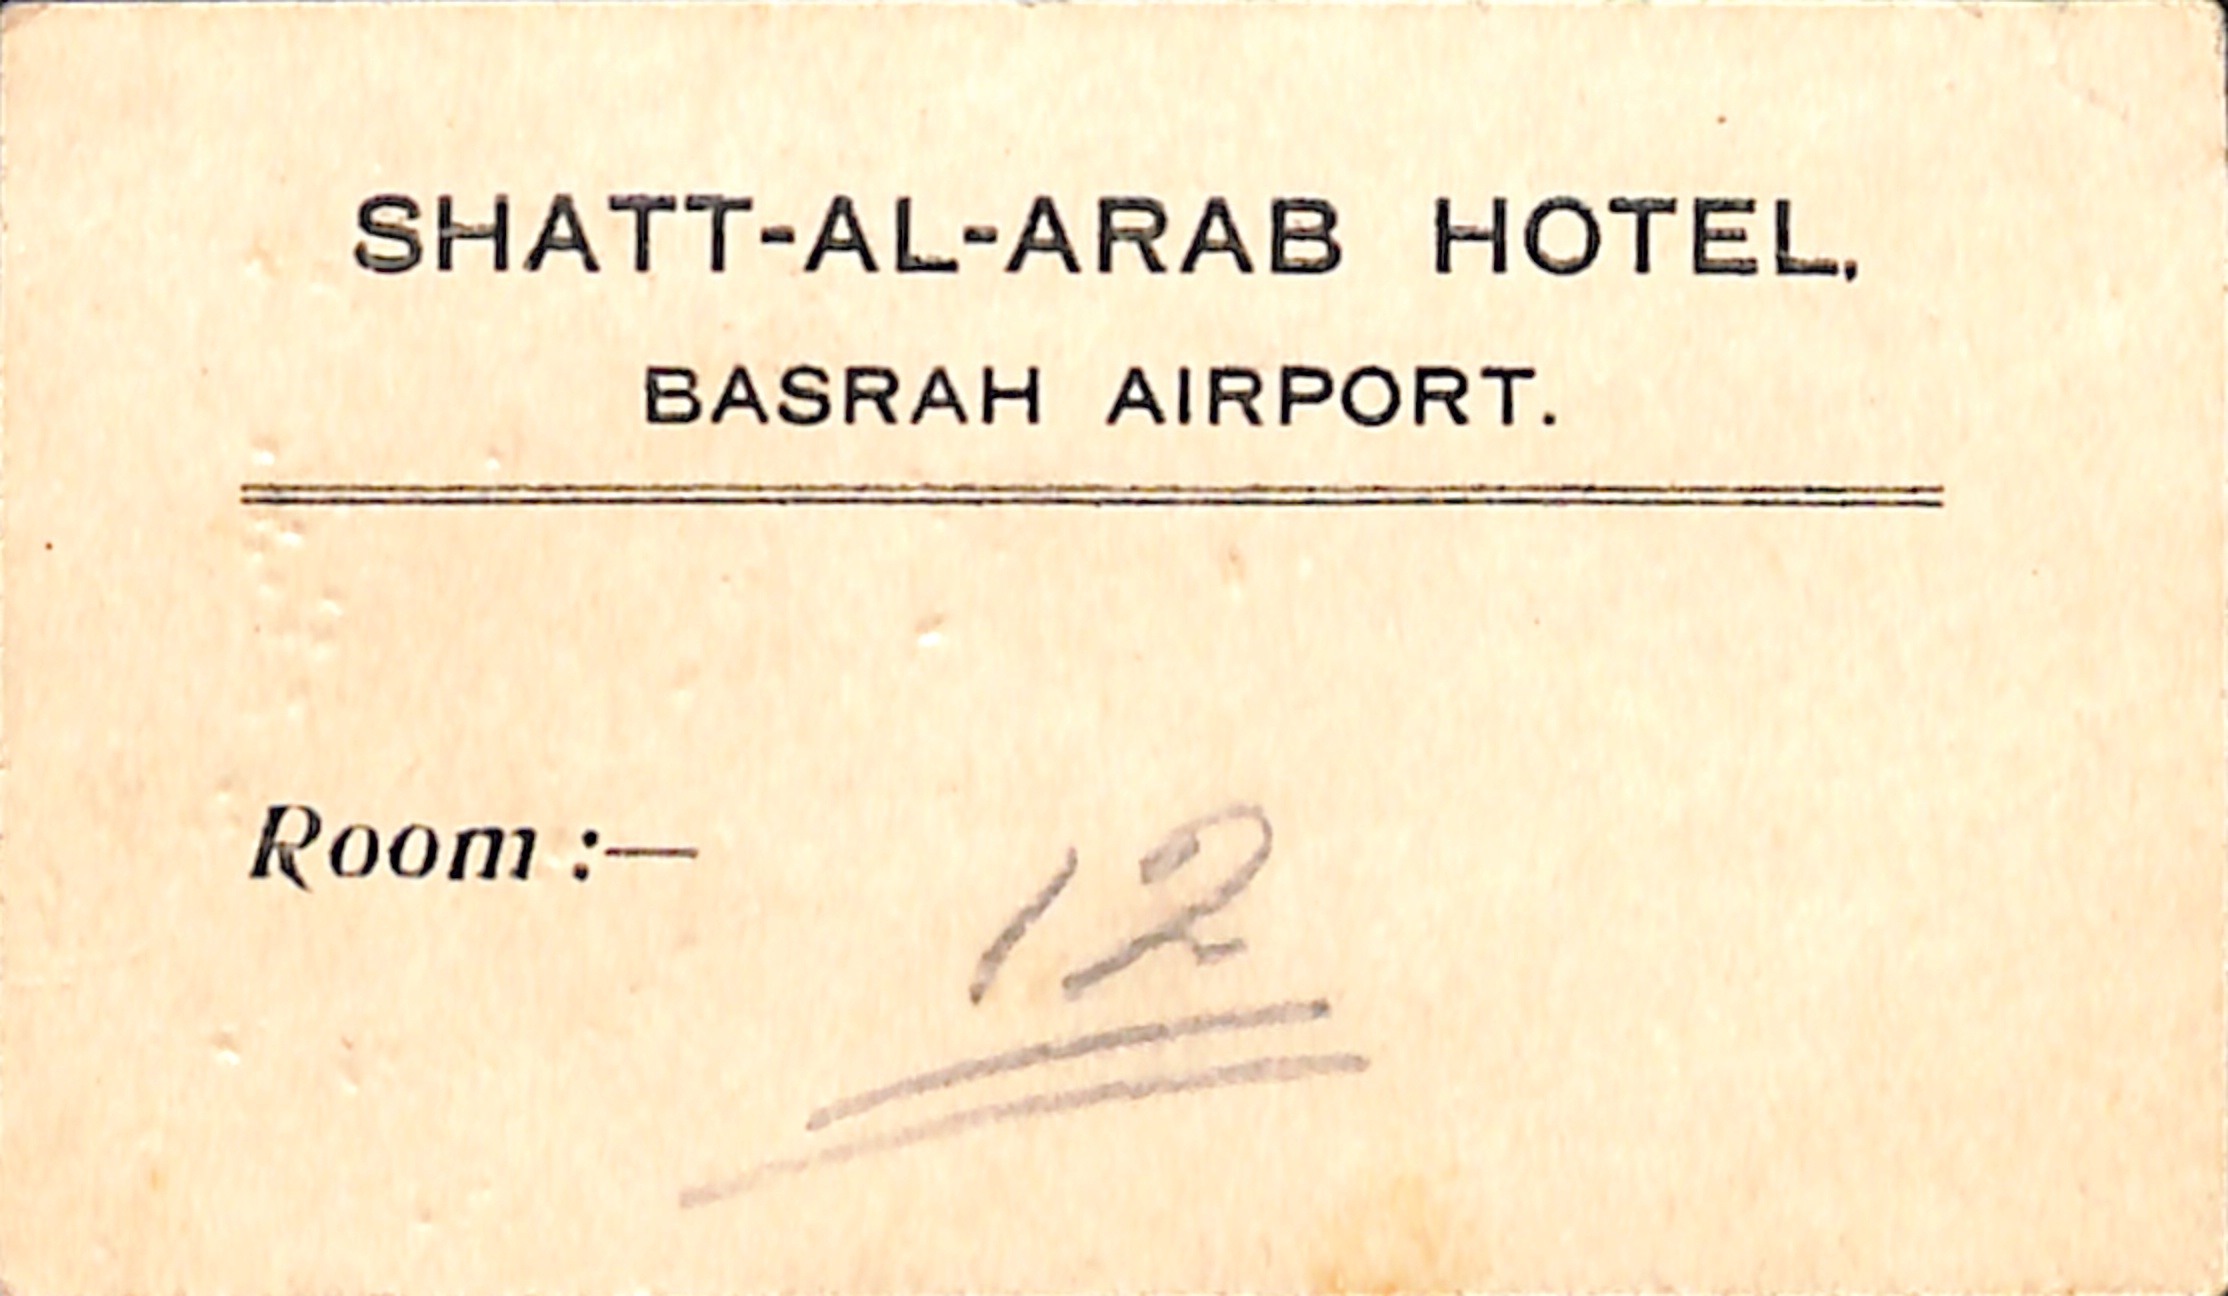 SHATT-AL-ARAB HOTEL,
BASRAH AIRPORT.
Room :— 12